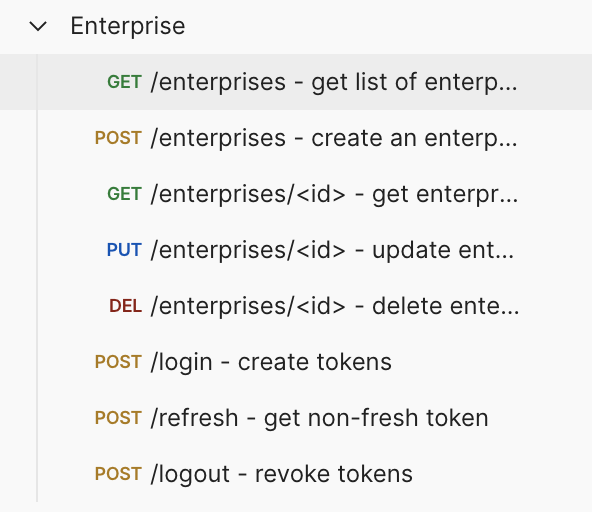 Enterprise
GET /enterprises - get list of enterp...
POST /enterprises - create an enterp...
GET /enterprises/<id> - get enterpr...
PUT /enterprises/<id> - update ent...
DEL /enterprises/<id> - delete ente...
POST /login - create tokens
POST /refresh - get non-fresh token
POST /logout - revoke tokens